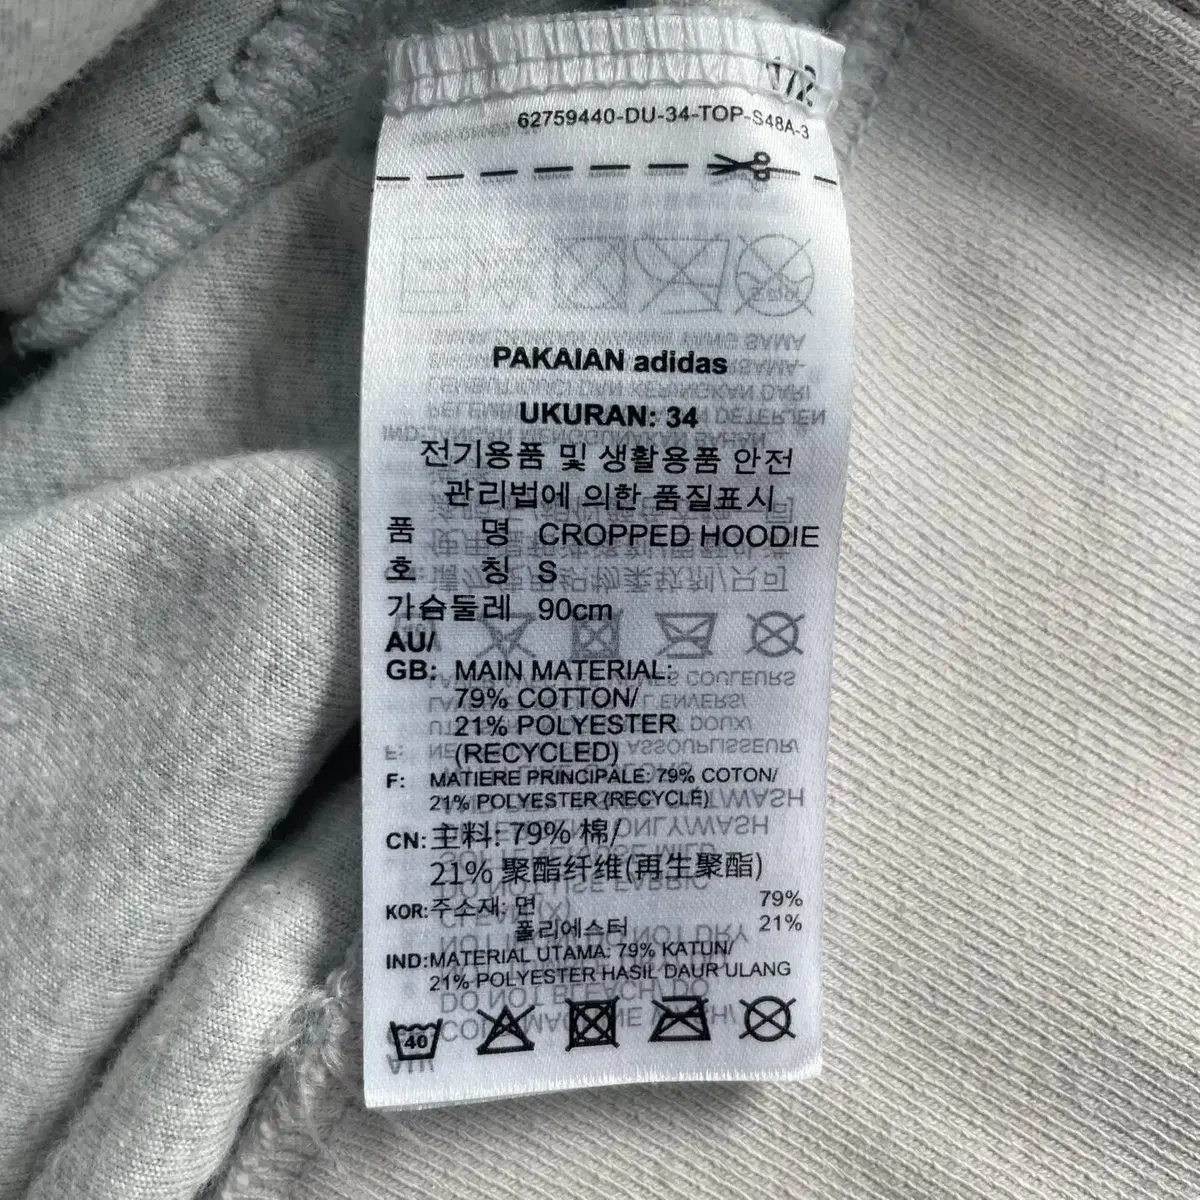 1/2
62759440-DU-34-TOP-S48A-3
PAKAIAN adidas
UKURAN: 34
전기용품 및 생활용품 안전
관리법에 의한 품질표시
품 명 CROPPED HOODIE
호 칭 S
가슴둘레 90cm
AU/
GB: MAIN MATERIAL:
79% COTTON/
21% POLYESTER
(RECYCLED)
F: MATIERE PRINCIPALE: 79% COTON/
21% POLYESTER (RECYCLÉ)
CN: 主料: 79% 棉/
21% 聚酯纤维(再生聚酯)
KOR: 주소재: 면 79%
폴리에스터 21%
IND: MATERIAL UTAMA: 79% KATUN/
21% POLYESTER HASIL DAUR ULANG
40